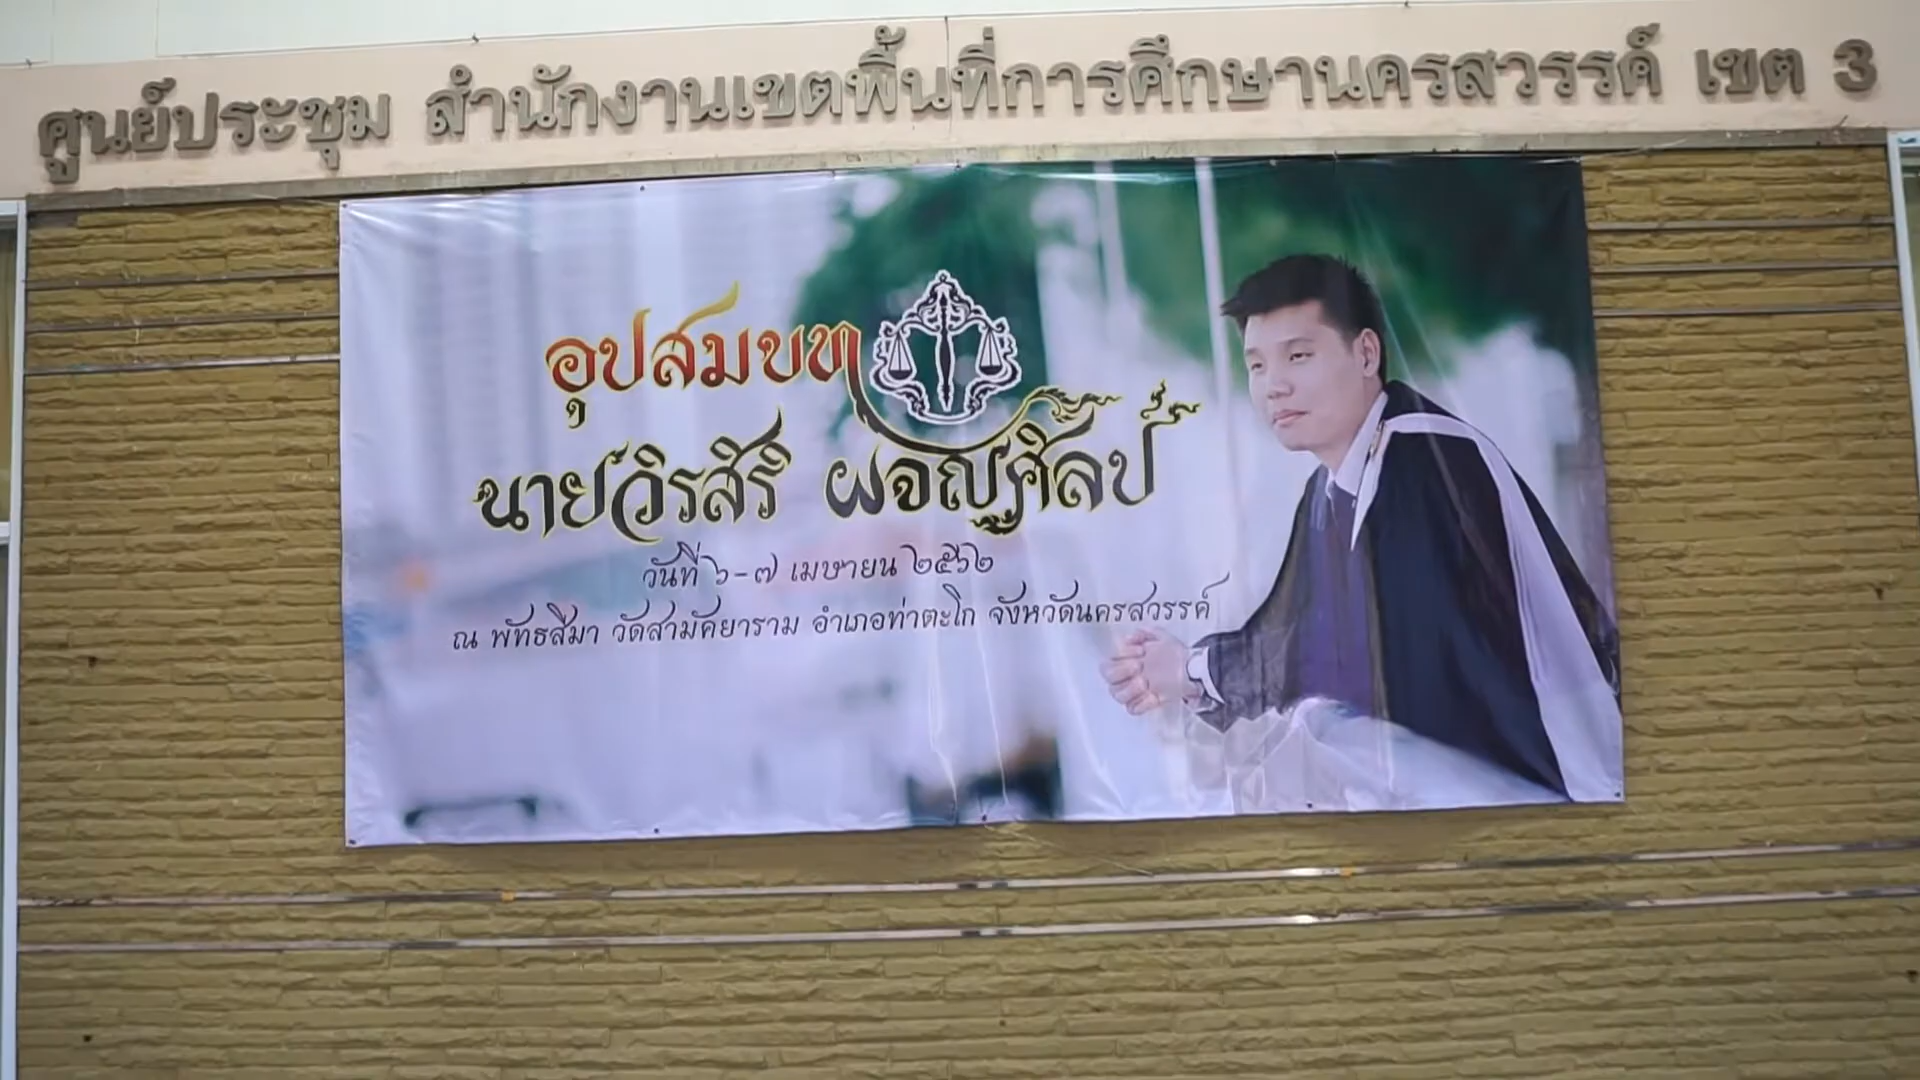 ศูนย์ประชุม สำนักงานเขตพื้นที่การศึกษานครสวรรค์ เขต 3
อุปสมบท
นายวิรสิริ ผจญศิลป์
วันที่ ๖-๗ เมษายน ๒๕๖๒
ณ พัทธสีมา วัดสามัคยาราม อำเภอท่าตะโก จังหวัดนครสวรรค์